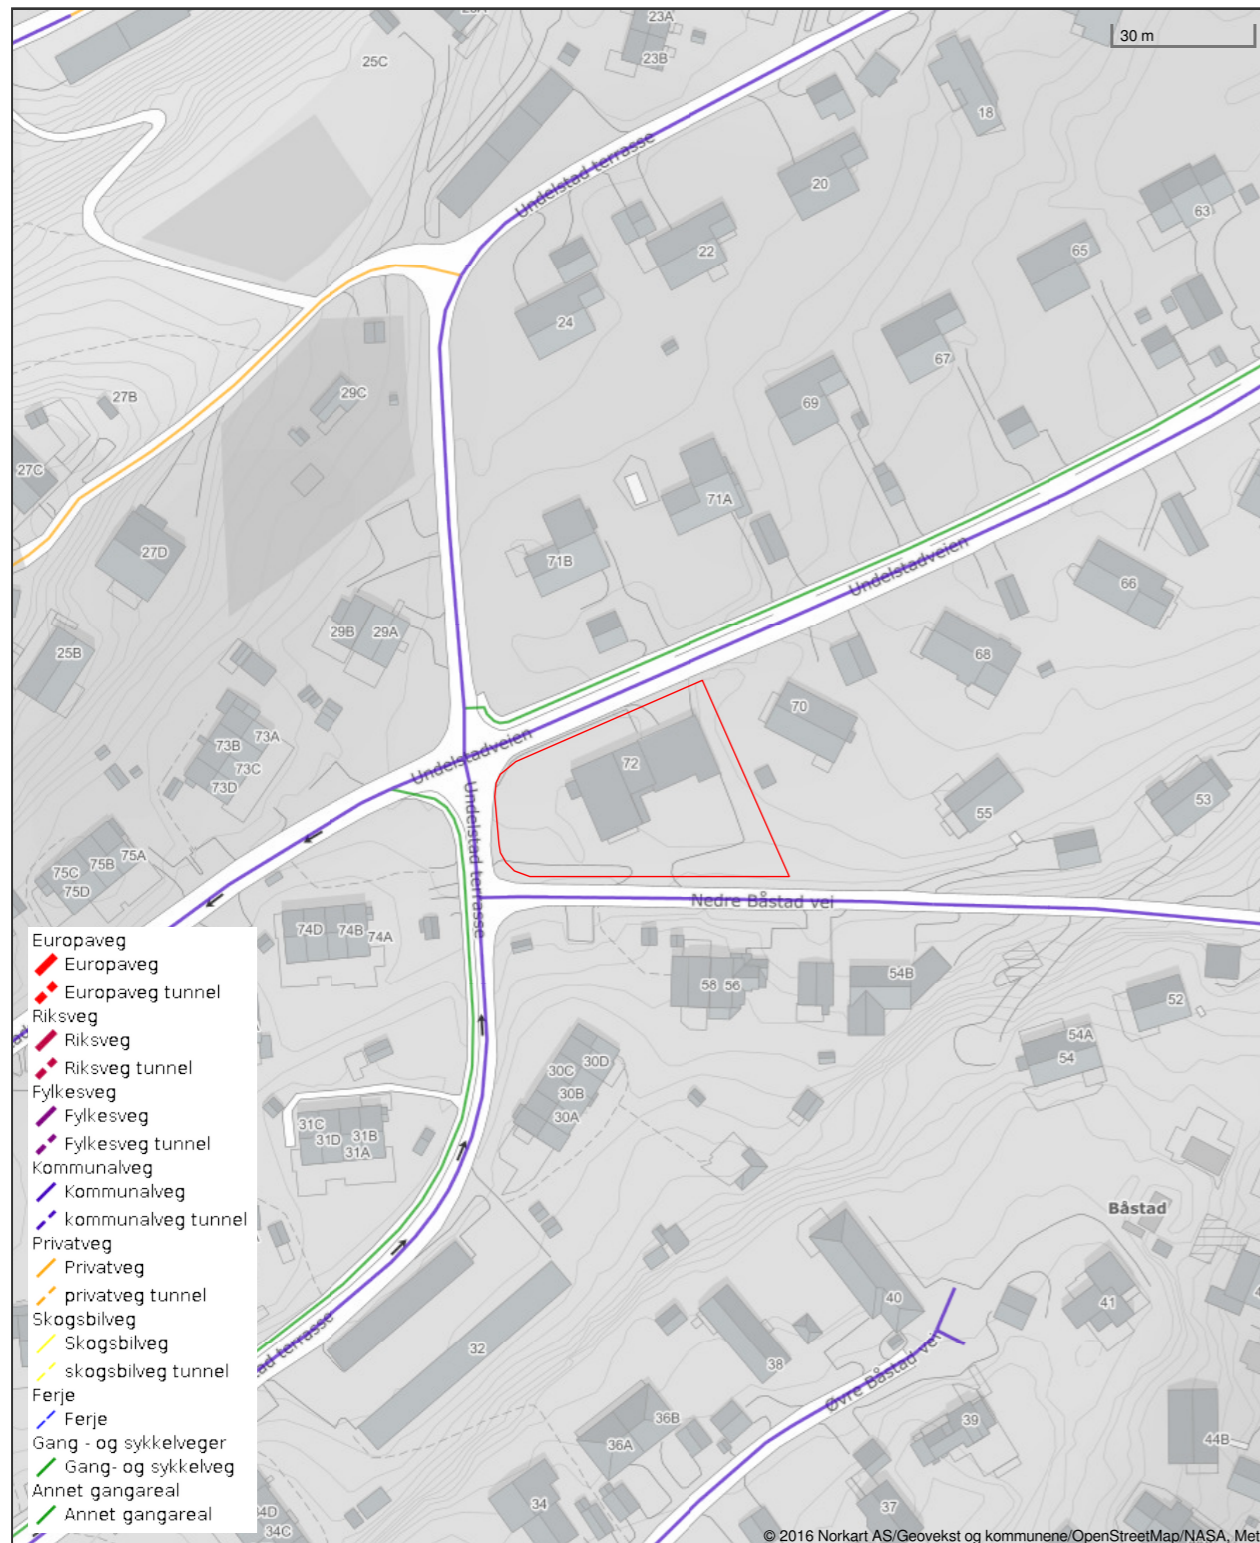 23A
30 m
23B
25C
18
Undelstad terrasse
20
63
22
65
24
67
27B
29C
69
27C
71A
27D
71B
Undelstadveien
66
29B
29A
68
25B
70
73A
73B
72
73C
Undelstadveien
73D
53
55
Undelstad terrasse
75A
75B
75C
75D
Nedre Båstad vei
74D
74B
74A
54B
58
56
52
54A
54
30D
30C
30B
30A
31C
31B
31D
31A
Båstad
41
40
32
38
Øvre Båstad vei
36B
39
36A
44B
34
37
34D
34C
Europaveg
Europaveg
Europaveg tunnel
Riksveg
Riksveg
Riksveg tunnel
Fylkesveg
Fylkesveg
Fylkesveg tunnel
Kommunalveg
Kommunalveg
kommunalveg tunnel
Privatveg
Privatveg
privatveg tunnel
Skogsbilveg
Skogsbilveg
skogsbilveg tunnel
Ferje
Ferje
Gang - og sykkelveger
Gang- og sykkelveg
Annet gangareal
Annet gangareal
© 2016 Norkart AS/Geovekst og kommunene/OpenStreetMap/NASA, Met